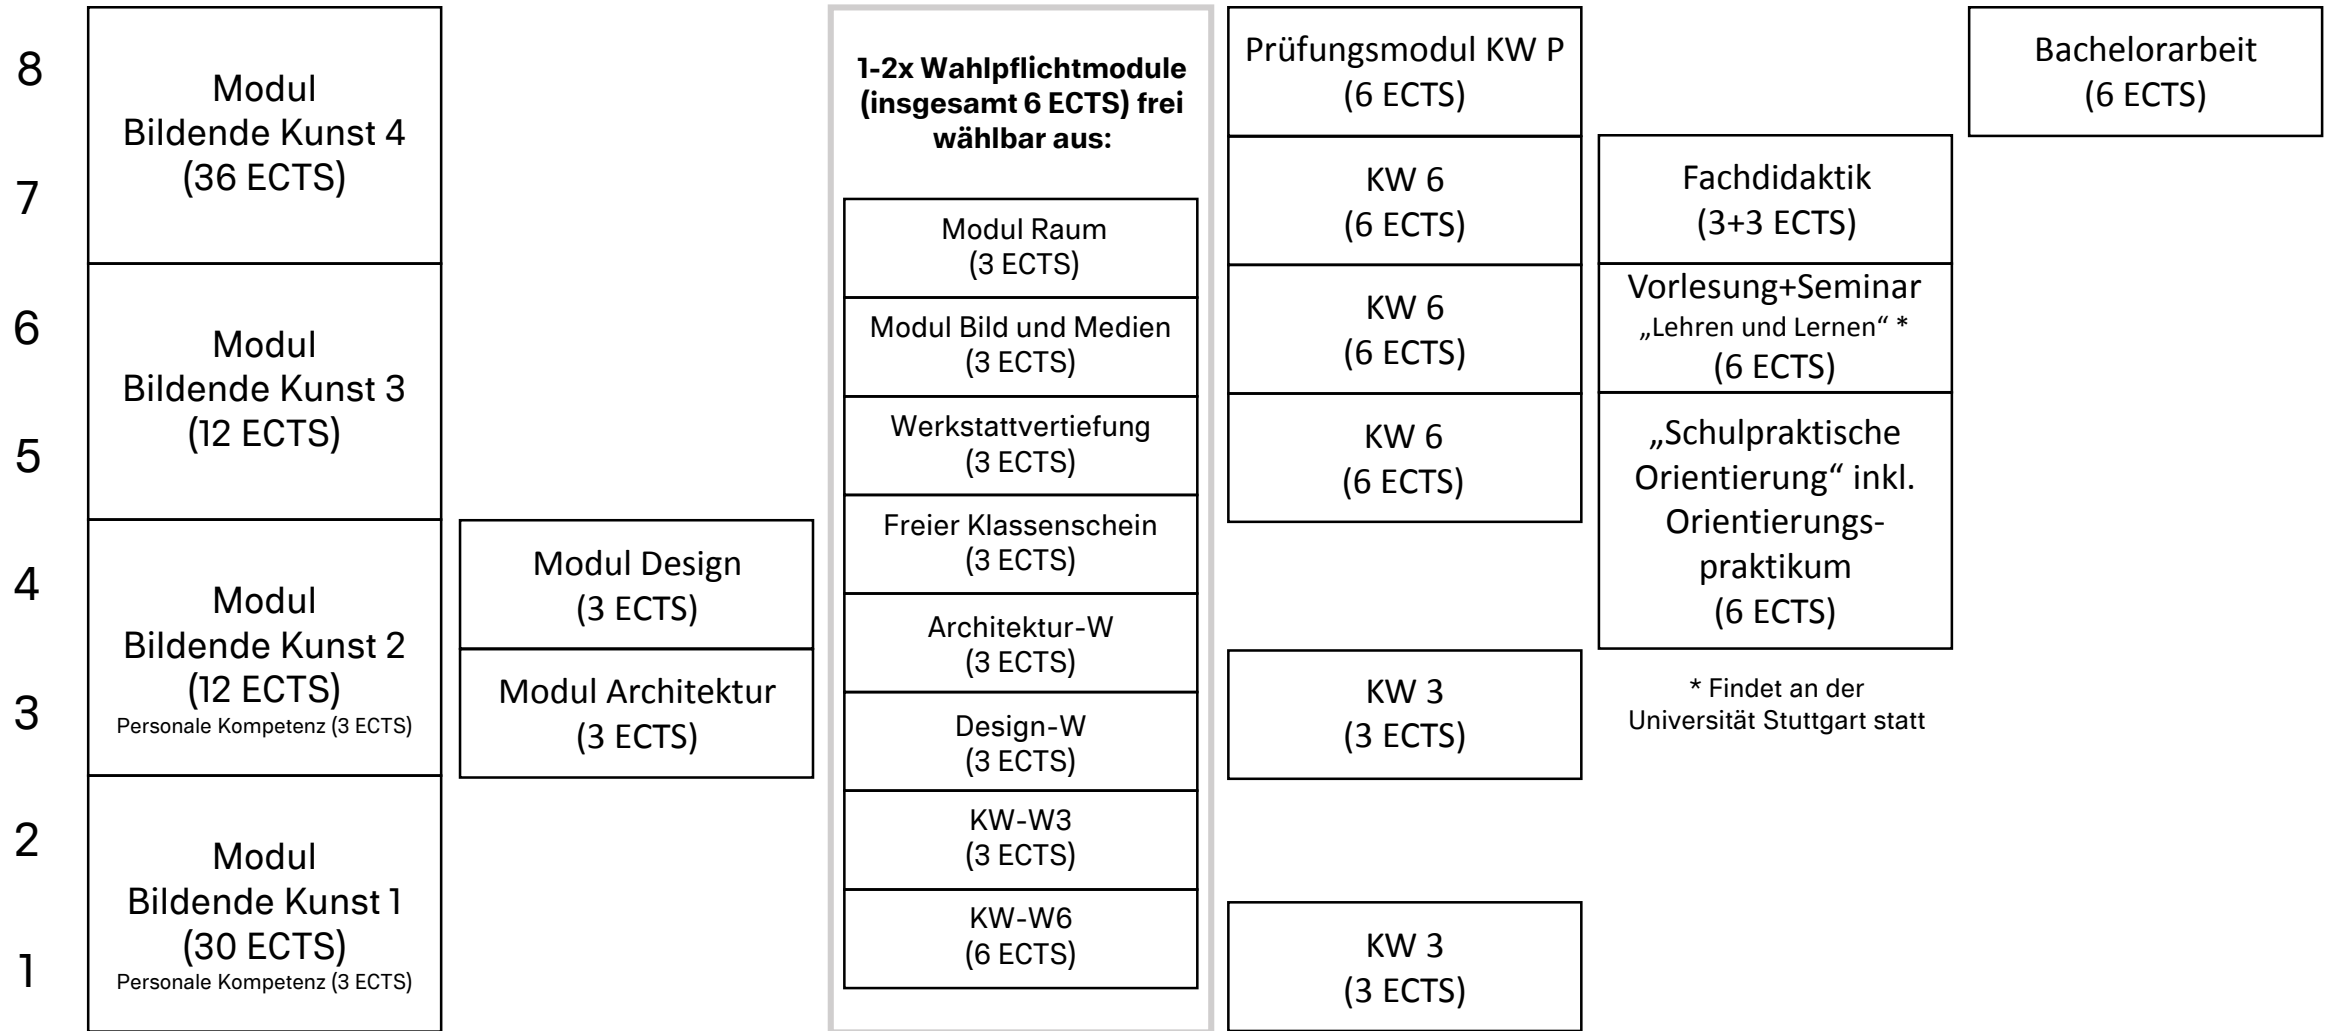 8
7
6
5
4
3
2
1
Modul
Bildende Kunst 4
(36 ECTS)
Modul
Bildende Kunst 3
(12 ECTS)
Modul
Bildende Kunst 2
(12 ECTS)
Personale Kompetenz (3 ECTS)
Modul
Bildende Kunst 1
(30 ECTS)
Personale Kompetenz (3 ECTS)
Modul Design
(3 ECTS)
Modul Architektur
(3 ECTS)
1-2x Wahlpflichtmodule
(insgesamt 6 ECTS) frei
wählbar aus:
Modul Raum
(3 ECTS)
Modul Bild und Medien
(3 ECTS)
Werkstattvertiefung
(3 ECTS)
Freier Klassenschein
(3 ECTS)
Architektur-W
(3 ECTS)
Design-W
(3 ECTS)
KW-W3
(3 ECTS)
KW-W6
(6 ECTS)
Prüfungsmodul KW P
(6 ECTS)
KW 6
(6 ECTS)
KW 6
(6 ECTS)
KW 6
(6 ECTS)
KW 3
(3 ECTS)
KW 3
(3 ECTS)
Fachdidaktik
(3+3 ECTS)
Vorlesung+Seminar
„Lehren und Lernen“ *
(6 ECTS)
„Schulpraktische
Orientierung“ inkl.
Orientierungs-
praktikum
(6 ECTS)
* Findet an der
Universität Stuttgart statt
Bachelorarbeit
(6 ECTS)